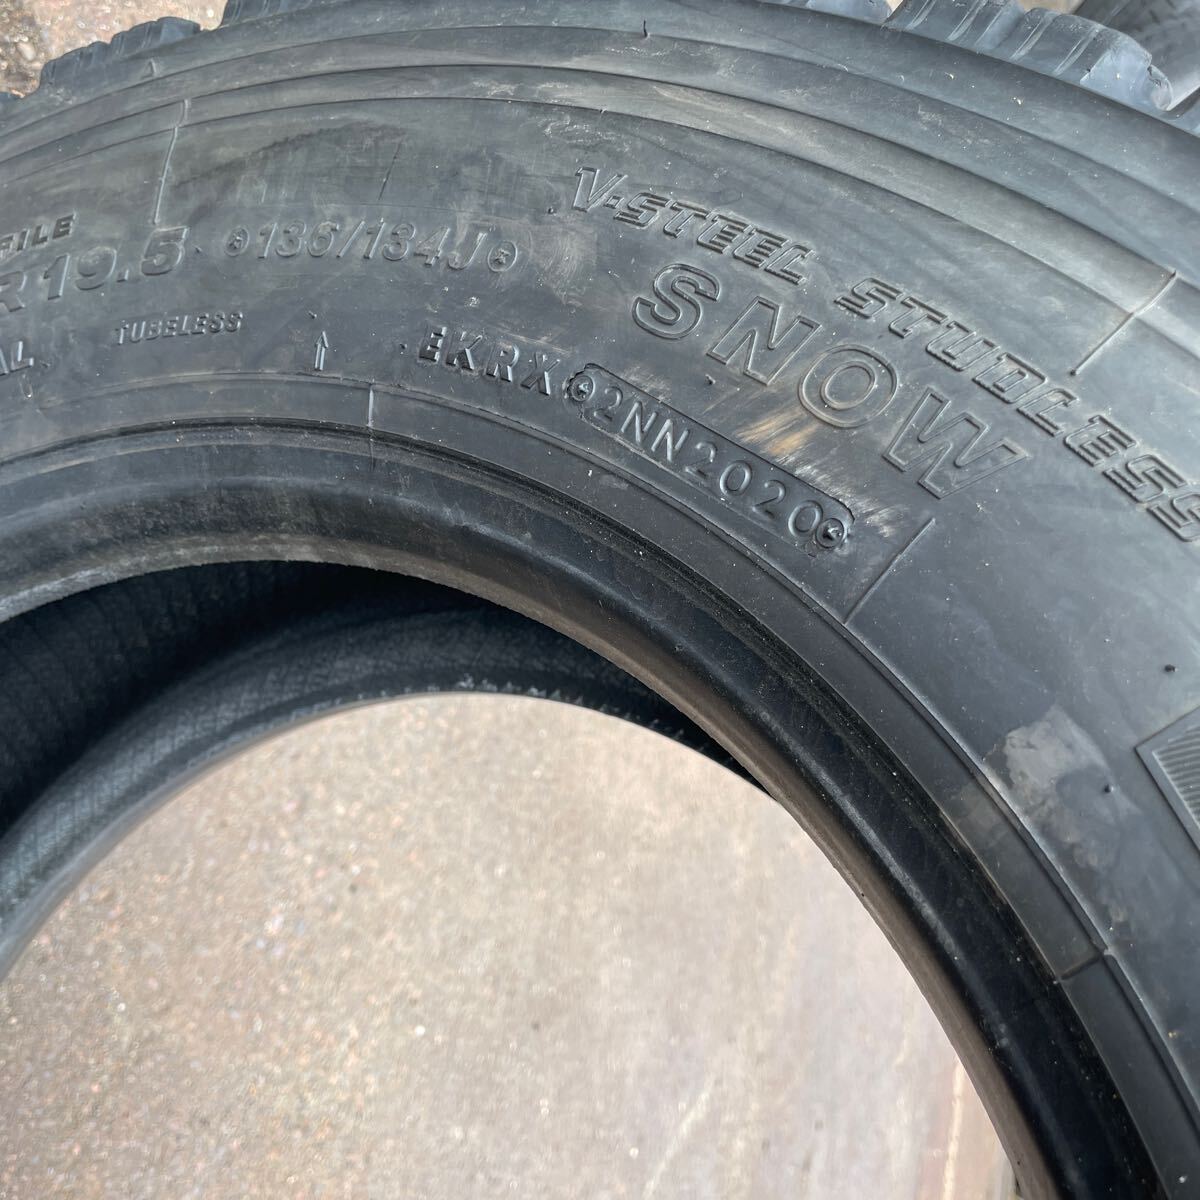 V-STEEL STUDLESS
SNOW
R19.5 136/134J
TUBELESS
EKRX 2NN2020